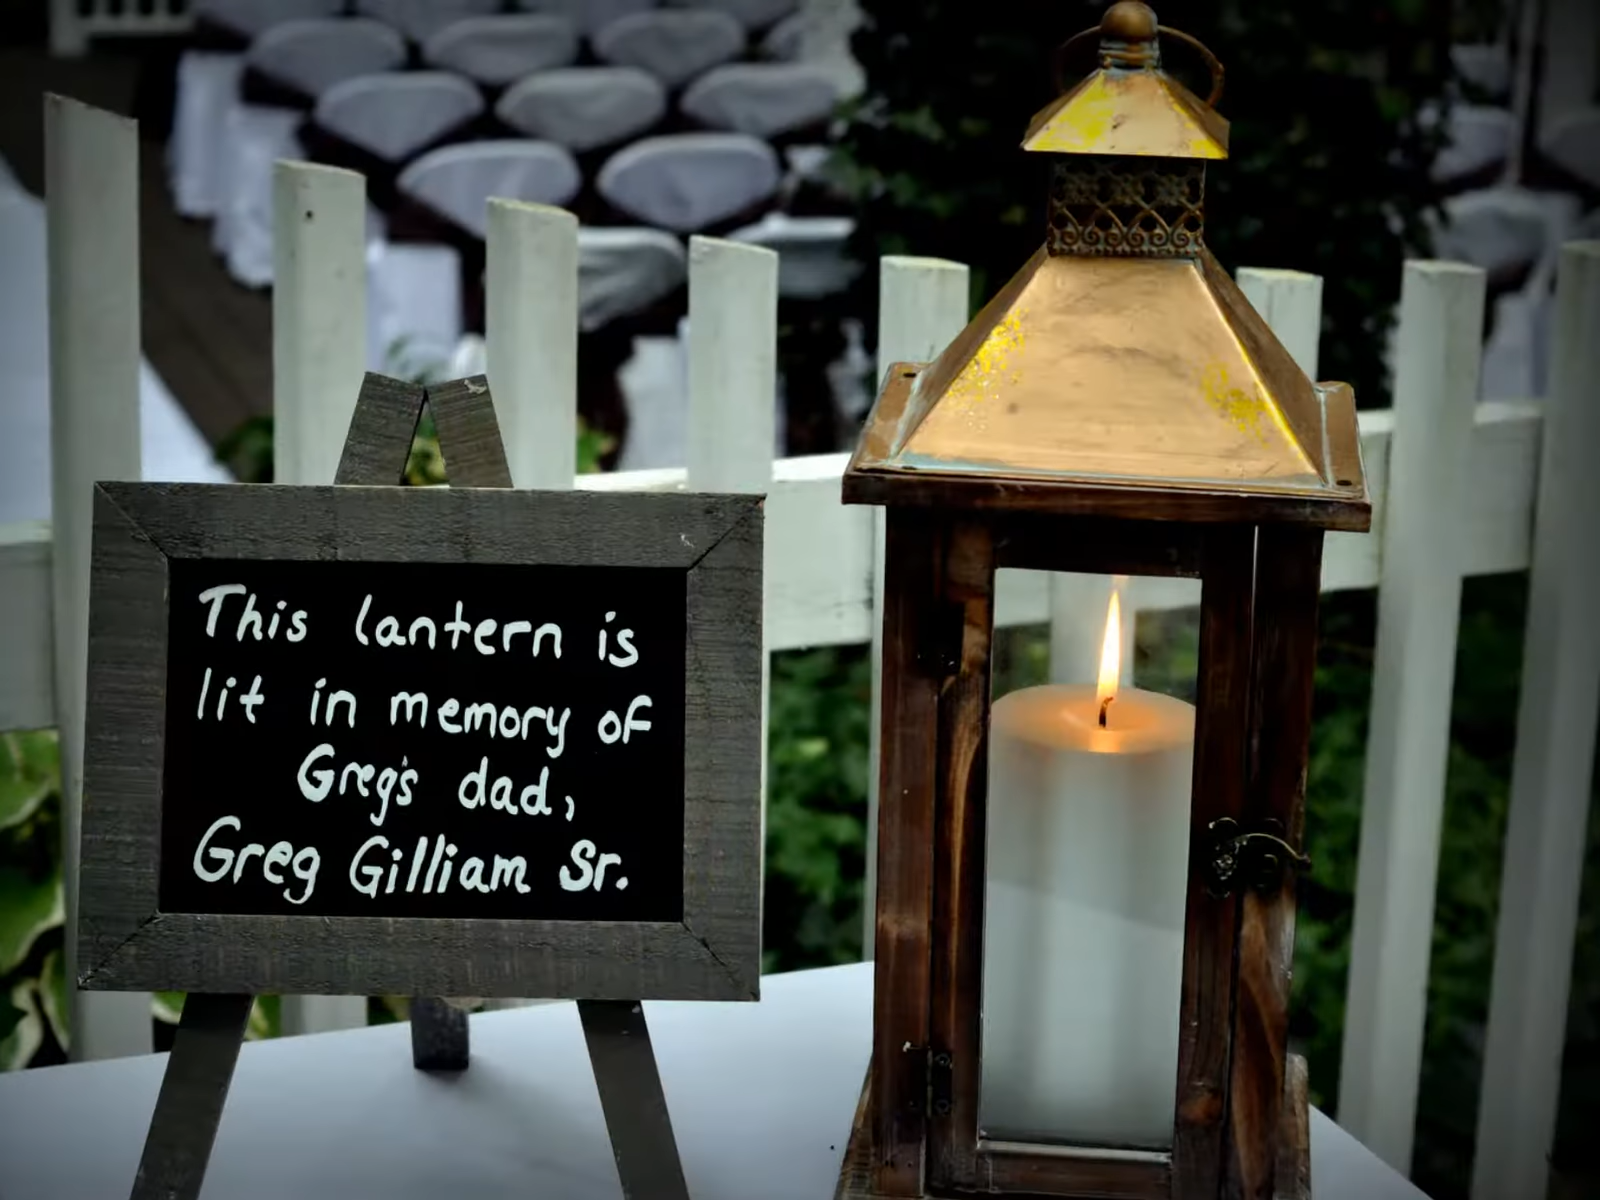 This lantern is
lit in memory of
Greg's dad,
Greg Gilliam Sr.